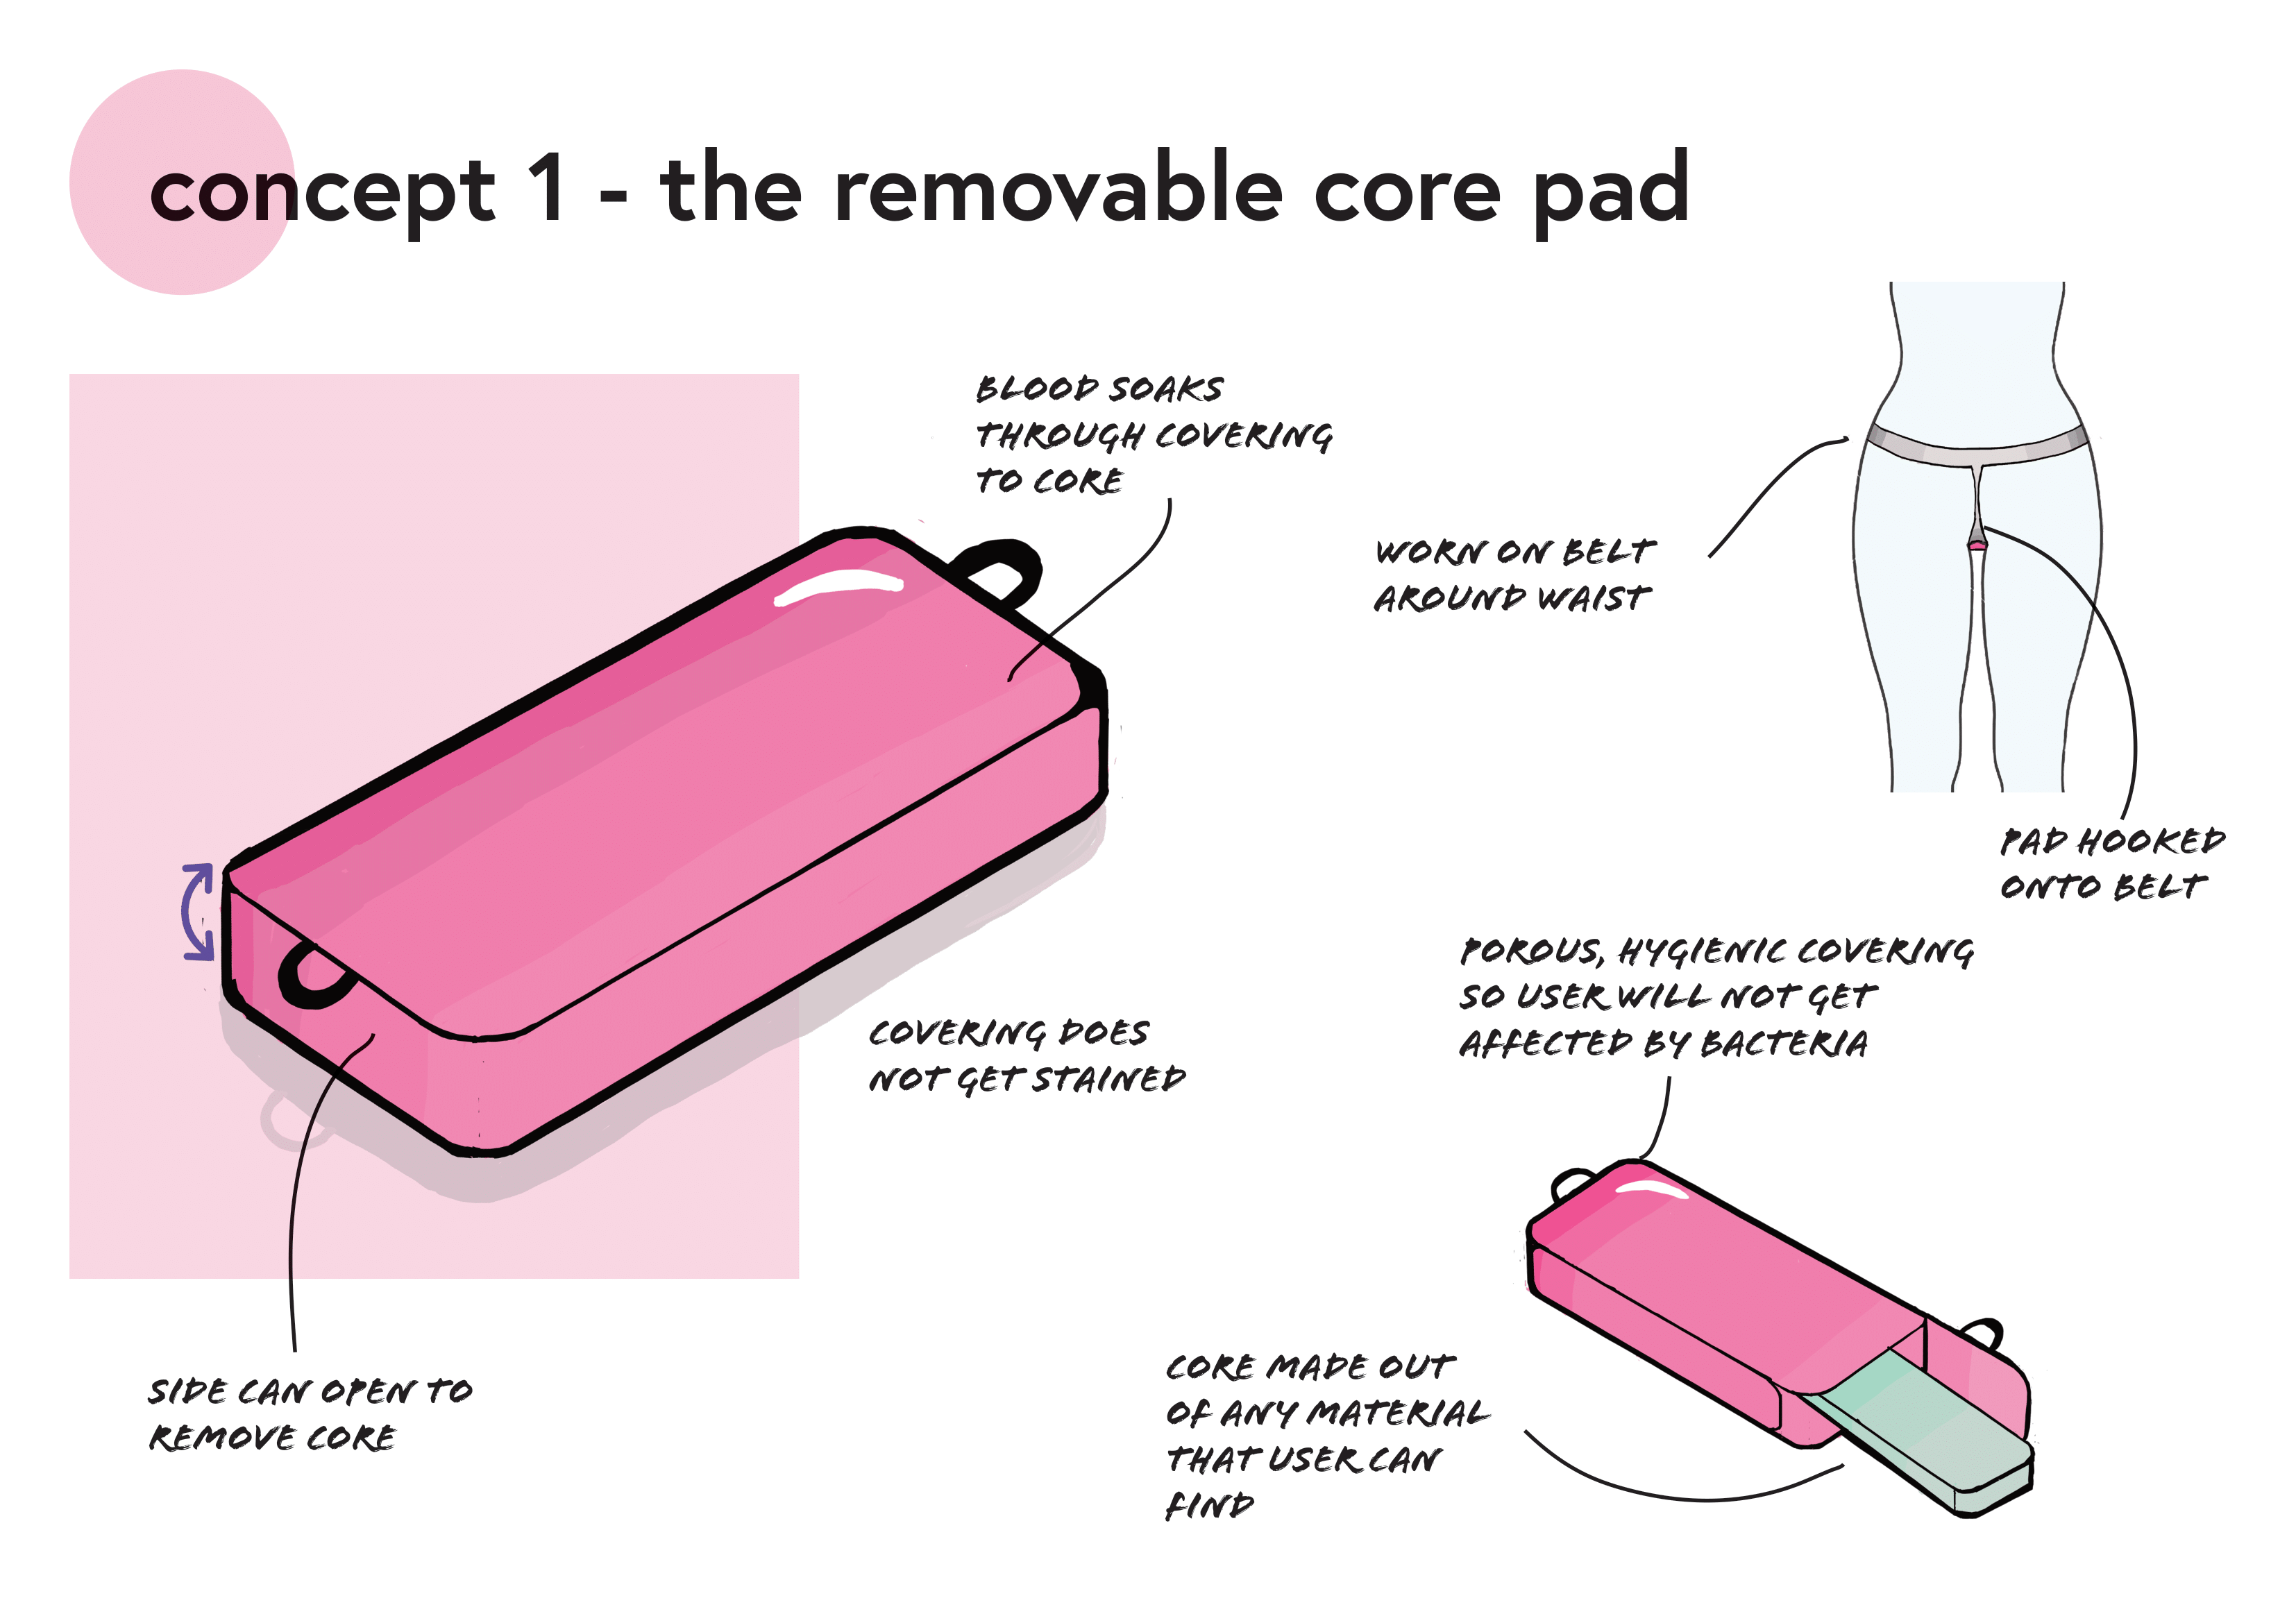 concept 1 - the removable core pad
BLOOD SOAKS
THROUGH COVERING
TO CORE
WORN ON BELT
AROUND WAIST
PAD HOOKED
ONTO BELT
POROUS, HYGIENIC COVERING
SO USER WILL NOT GET
AFFECTED BY BACTERIA
COVERING DOES
NOT GET STAINED
SIDE CAN OPEN TO
REMOVE CORE
CORE MADE OUT
OF ANY MATERIAL
THAT USER CAN
FIND